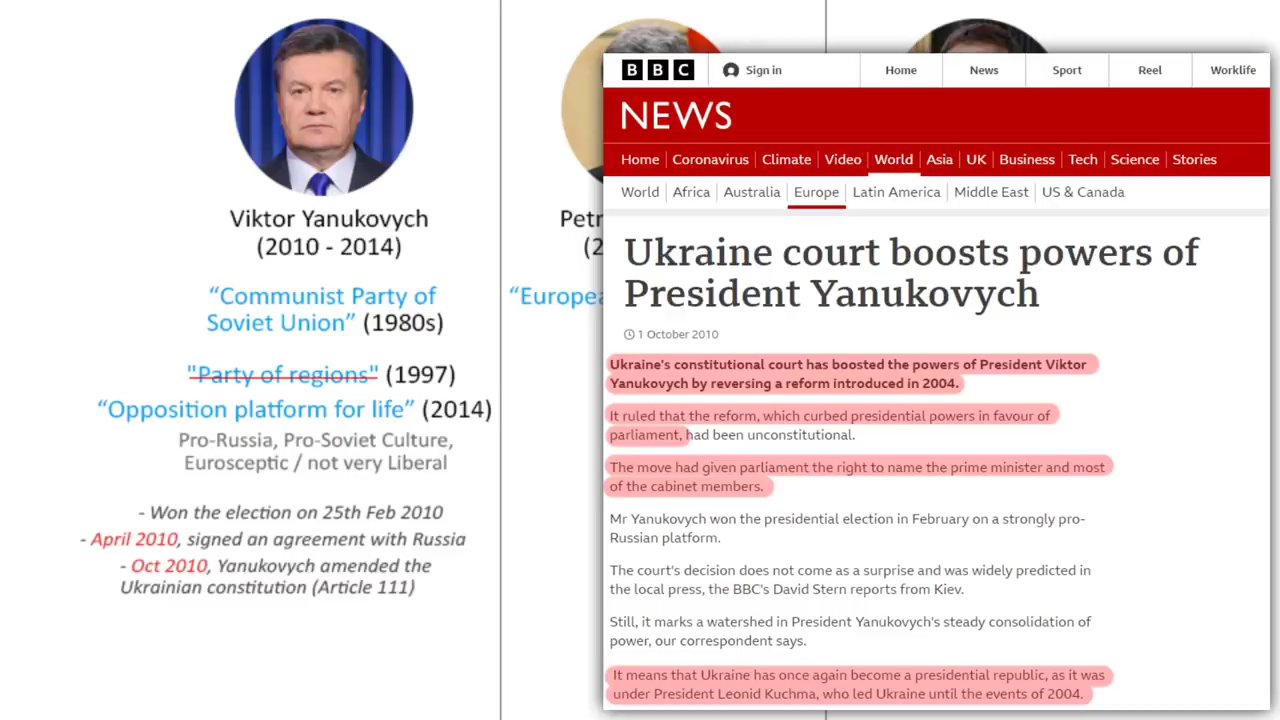 Viktor Yanukovych
(2010 - 2014)
“Communist Party of
Soviet Union” (1980s)
"Party of regions" (1997)
“Opposition platform for life” (2014)
Pro-Russia, Pro-Soviet Culture,
Eurosceptic / not very Liberal
- Won the election on 25th Feb 2010
- April 2010, signed an agreement with Russia
- Oct 2010, Yanukovych amended the
Ukrainian constitution (Article 111)
Petr
(2
“Europea
BBC Sign in Home News Sport Reel Worklife
NEWS
Home Coronavirus Climate Video World Asia UK Business Tech Science Stories
World Africa Australia Europe Latin America Middle East US & Canada
Ukraine court boosts powers of
President Yanukovych
1 October 2010
Ukraine's constitutional court has boosted the powers of President Viktor
Yanukovych by reversing a reform introduced in 2004.
It ruled that the reform, which curbed presidential powers in favour of
parliament, had been unconstitutional.
The move had given parliament the right to name the prime minister and most
of the cabinet members.
Mr Yanukovych won the presidential election in February on a strongly pro-
Russian platform.
The court's decision does not come as a surprise and was widely predicted in
the local press, the BBC's David Stern reports from Kiev.
Still, it marks a watershed in President Yanukovych's steady consolidation of
power, our correspondent says.
It means that Ukraine has once again become a presidential republic, as it was
under President Leonid Kuchma, who led Ukraine until the events of 2004.